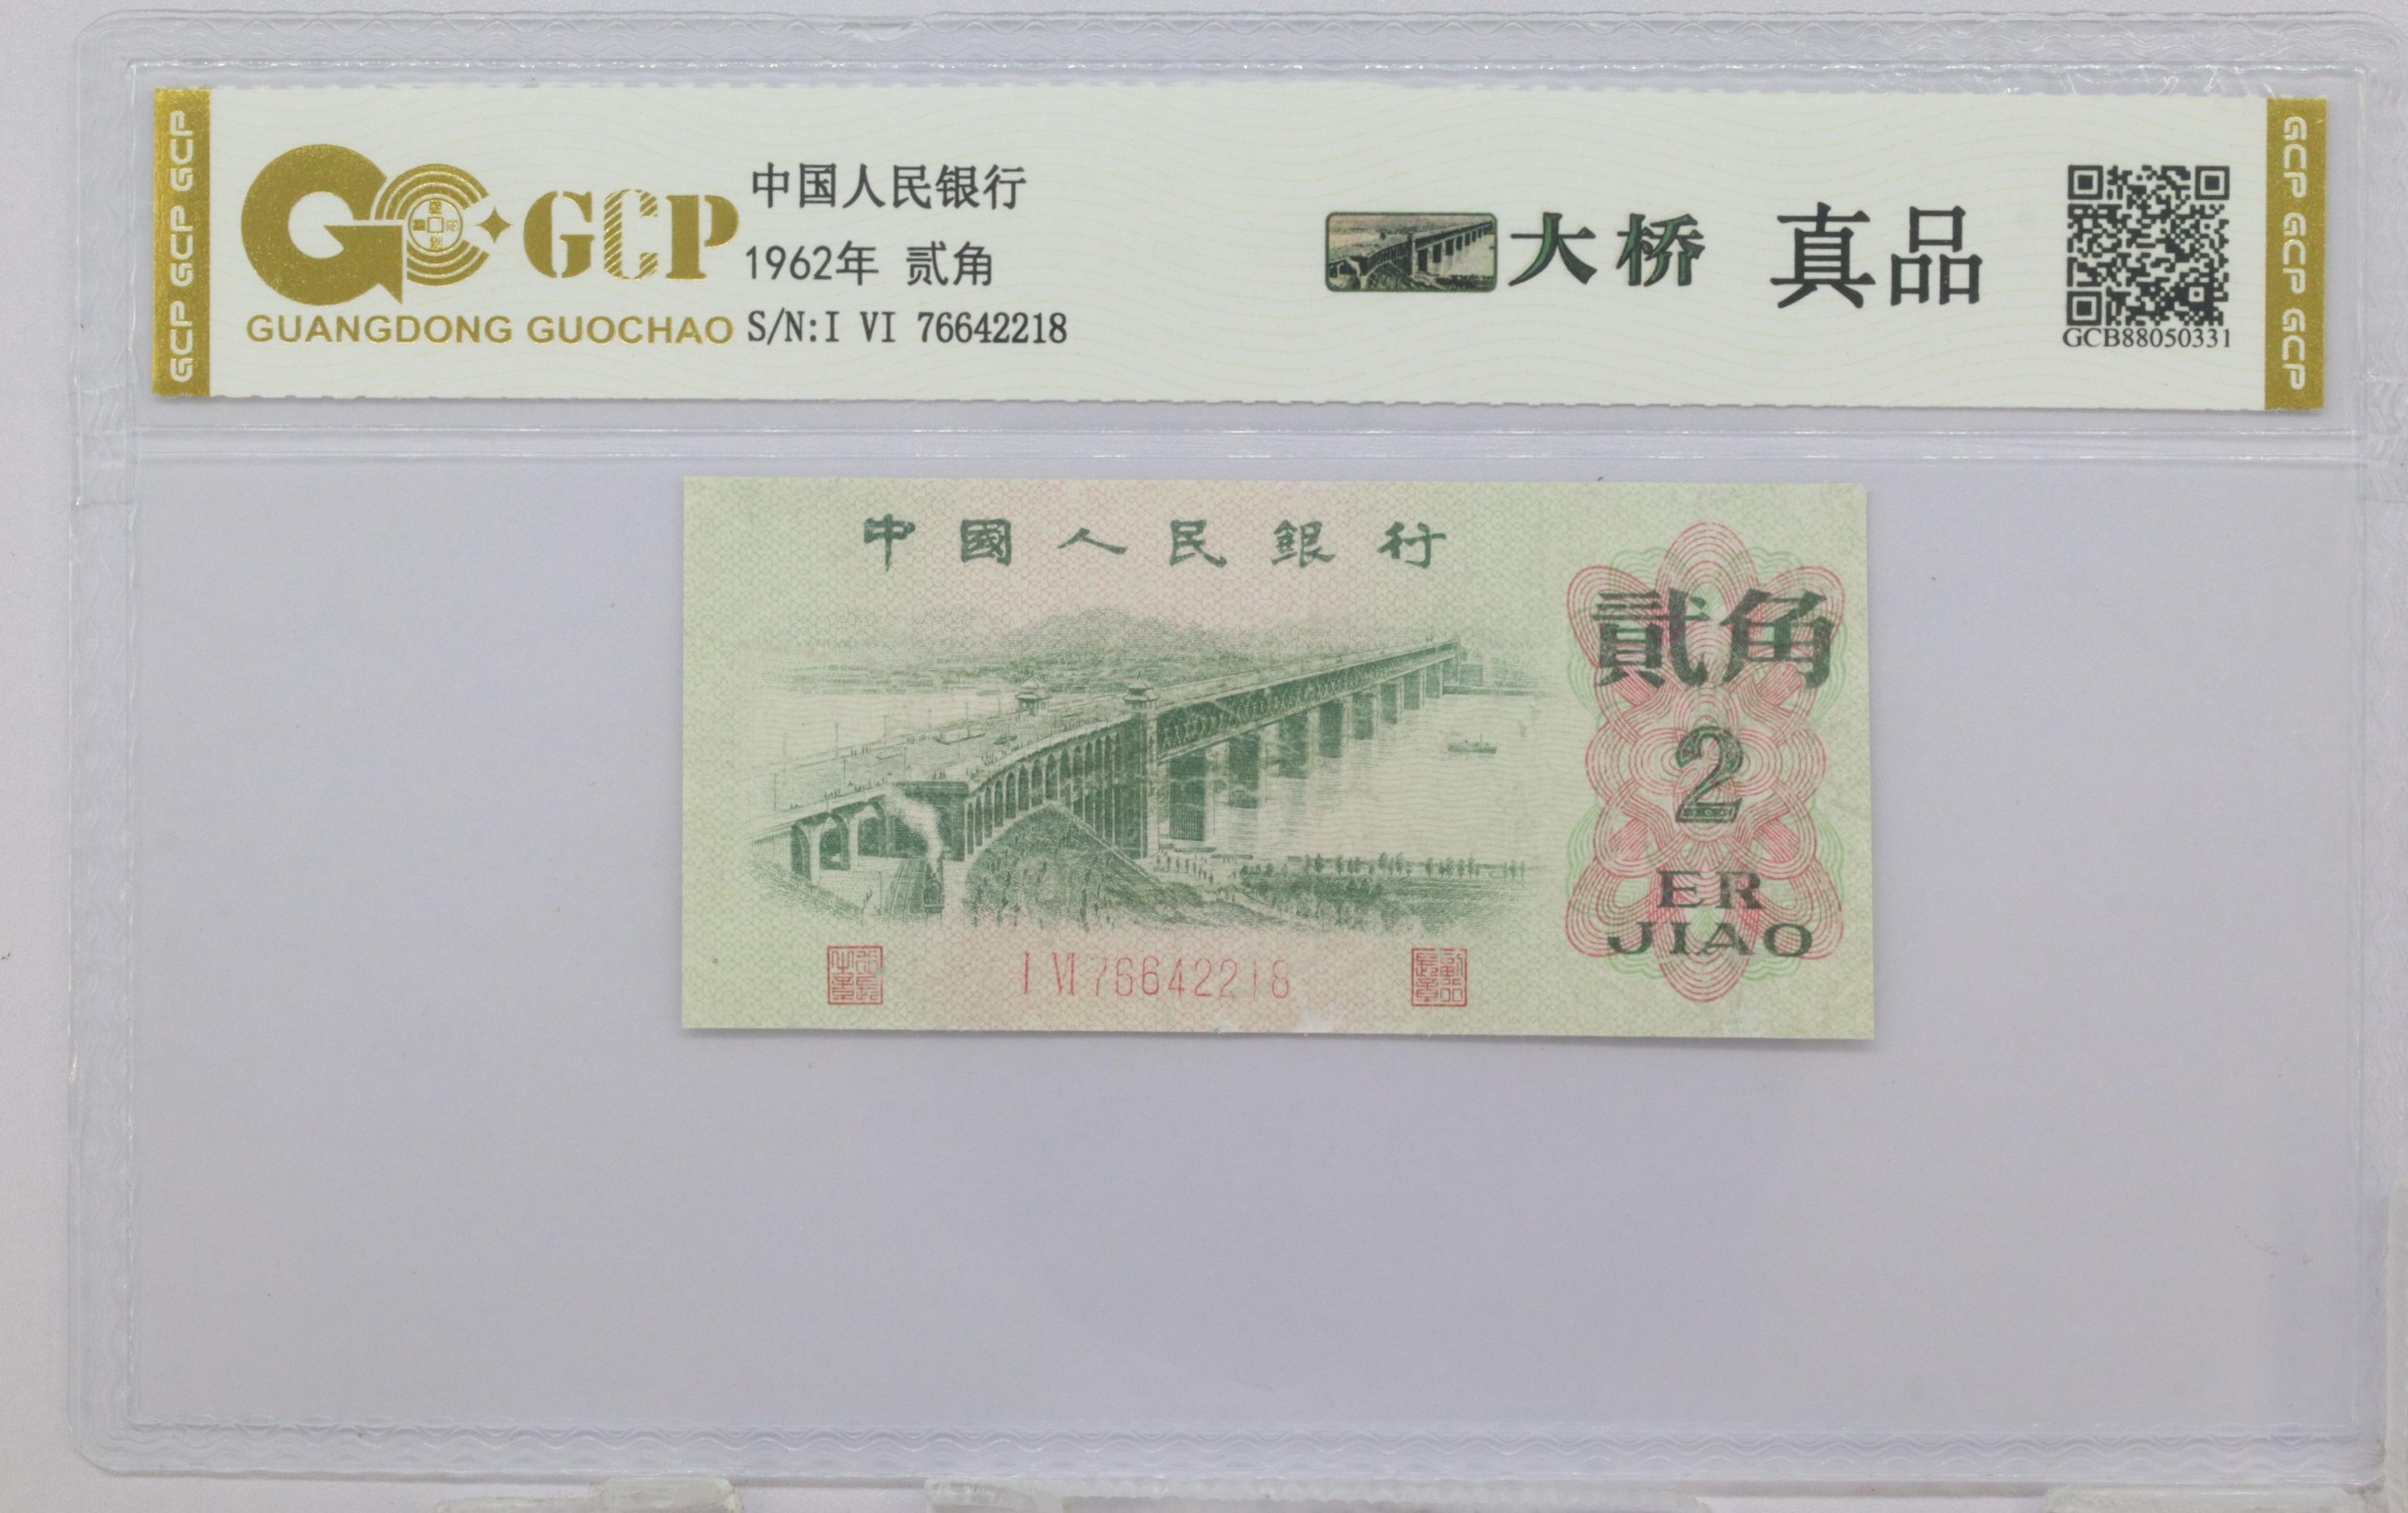 GCP GCP GCP
GCP
GUANGDONG GUOCHAO
中国人民银行
1962年 贰角
S/N:I VI 76642218
大桥 真品
GCB88050331
GCP GCP GCP
中國人民銀行
貳角
2
ER
JIAO
I VI 76642218